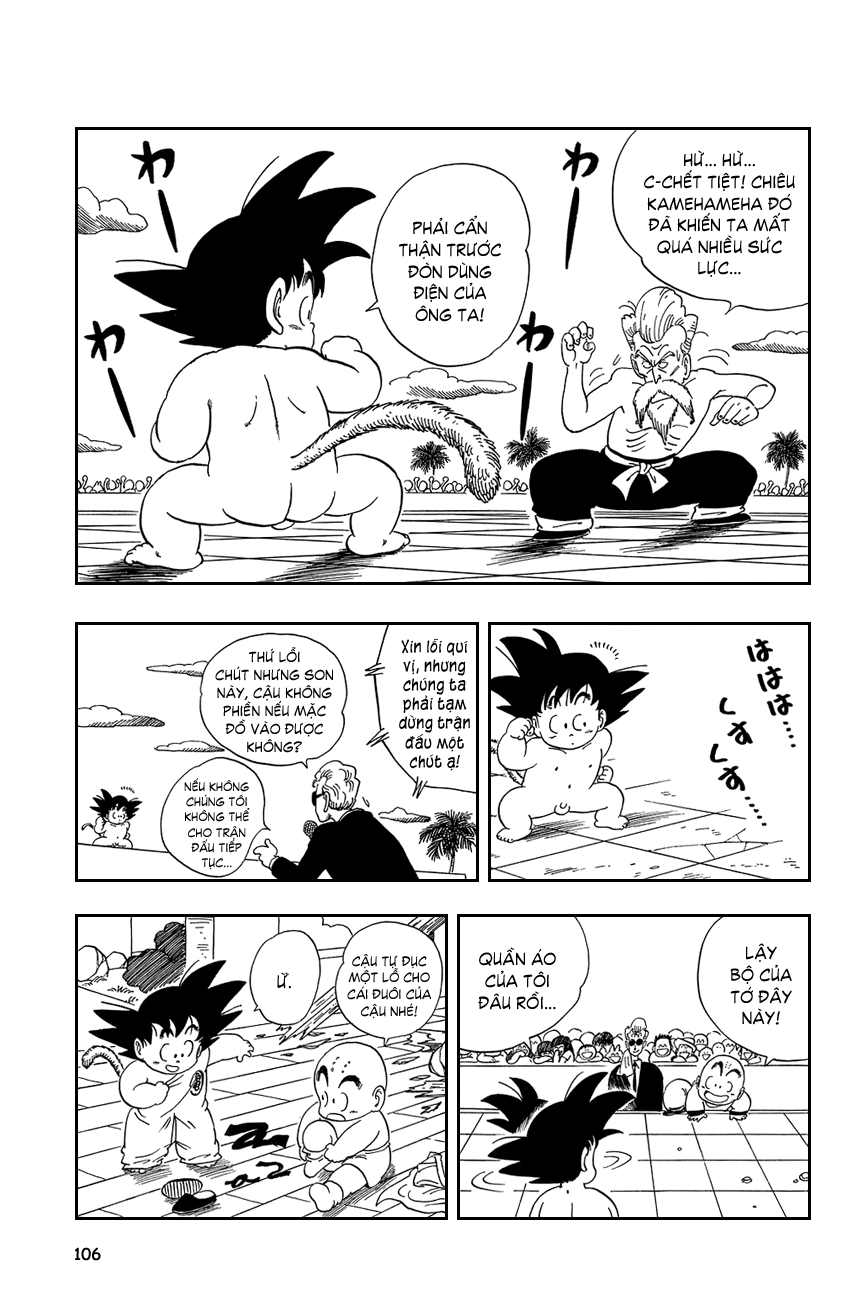 HỪ... HỪ...
C-CHẾT TIỆT! CHIÊU
KAMEHAMEHA ĐÓ
ĐÃ KHIẾN TA MẤT
QUÁ NHIỀU SỨC
LỰC...
わー
わー
PHẢI CẨN
THẬN TRƯỚC
ĐÒN DÙNG
ĐIỆN CỦA
ÔNG TA!
わー
わー
THỨ LỖI
CHÚT NHƯNG SON
NÀY, CẬU KHÔNG
PHIỀN NẾU MẶC
ĐỒ VÀO ĐƯỢC
KHÔNG?
Xin lỗi quí
vị, nhưng
chúng ta
phải tạm
dừng trận
đấu một
chút ạ!
NẾU KHÔNG
CHÚNG TÔI
KHÔNG THỂ
CHO TRẬN
ĐẤU TIẾP
TỤC...
ははは....
くすくす.....
Ừ.
CẬU TỰ ĐỤC
MỘT LỖ CHO
CÁI ĐUÔI CỦA
CẬU NHÉ!
QUẦN ÁO
CỦA TÔI
ĐÂU RỒI...
LẬY
BỘ CỦA
TỚ ĐÂY
NÀY!
106